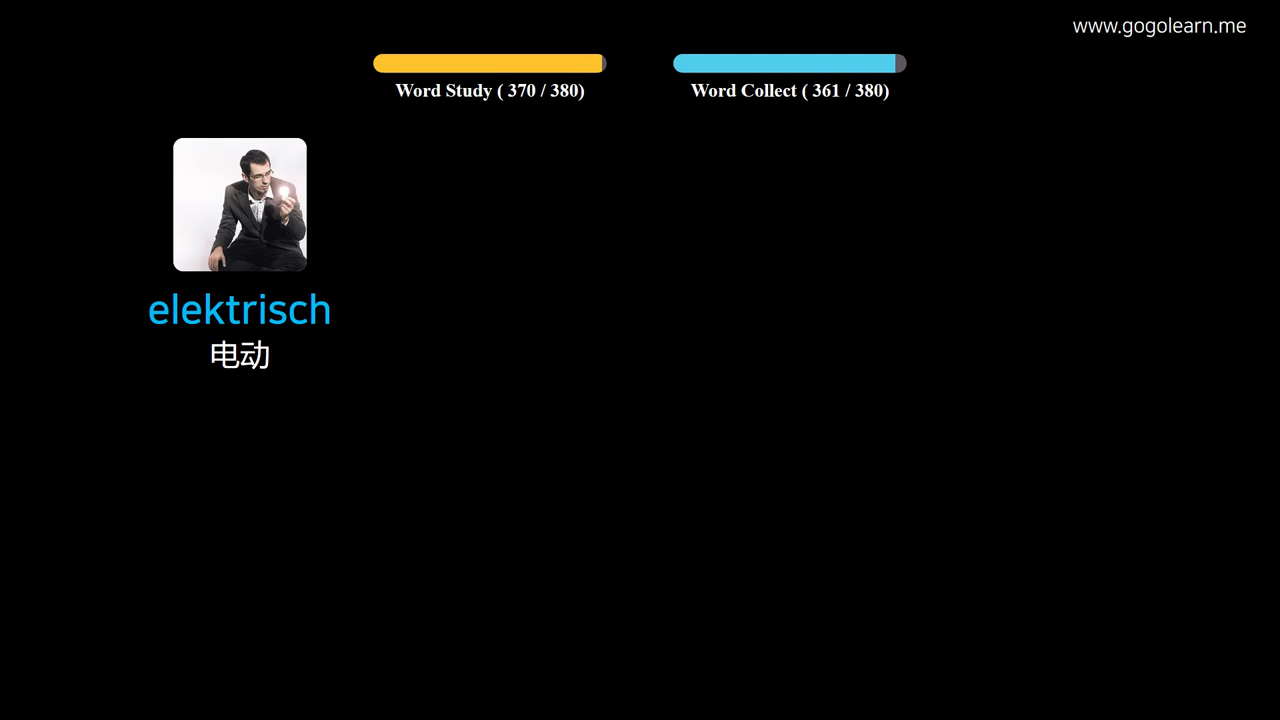 www.gogolearn.me
Word Study ( 370 / 380)
Word Collect ( 361 / 380)
elektrisch
电动